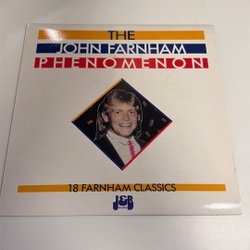 THE
JOHN FARNHAM
PHENOMENON
18 FARNHAM CLASSICS
J&B